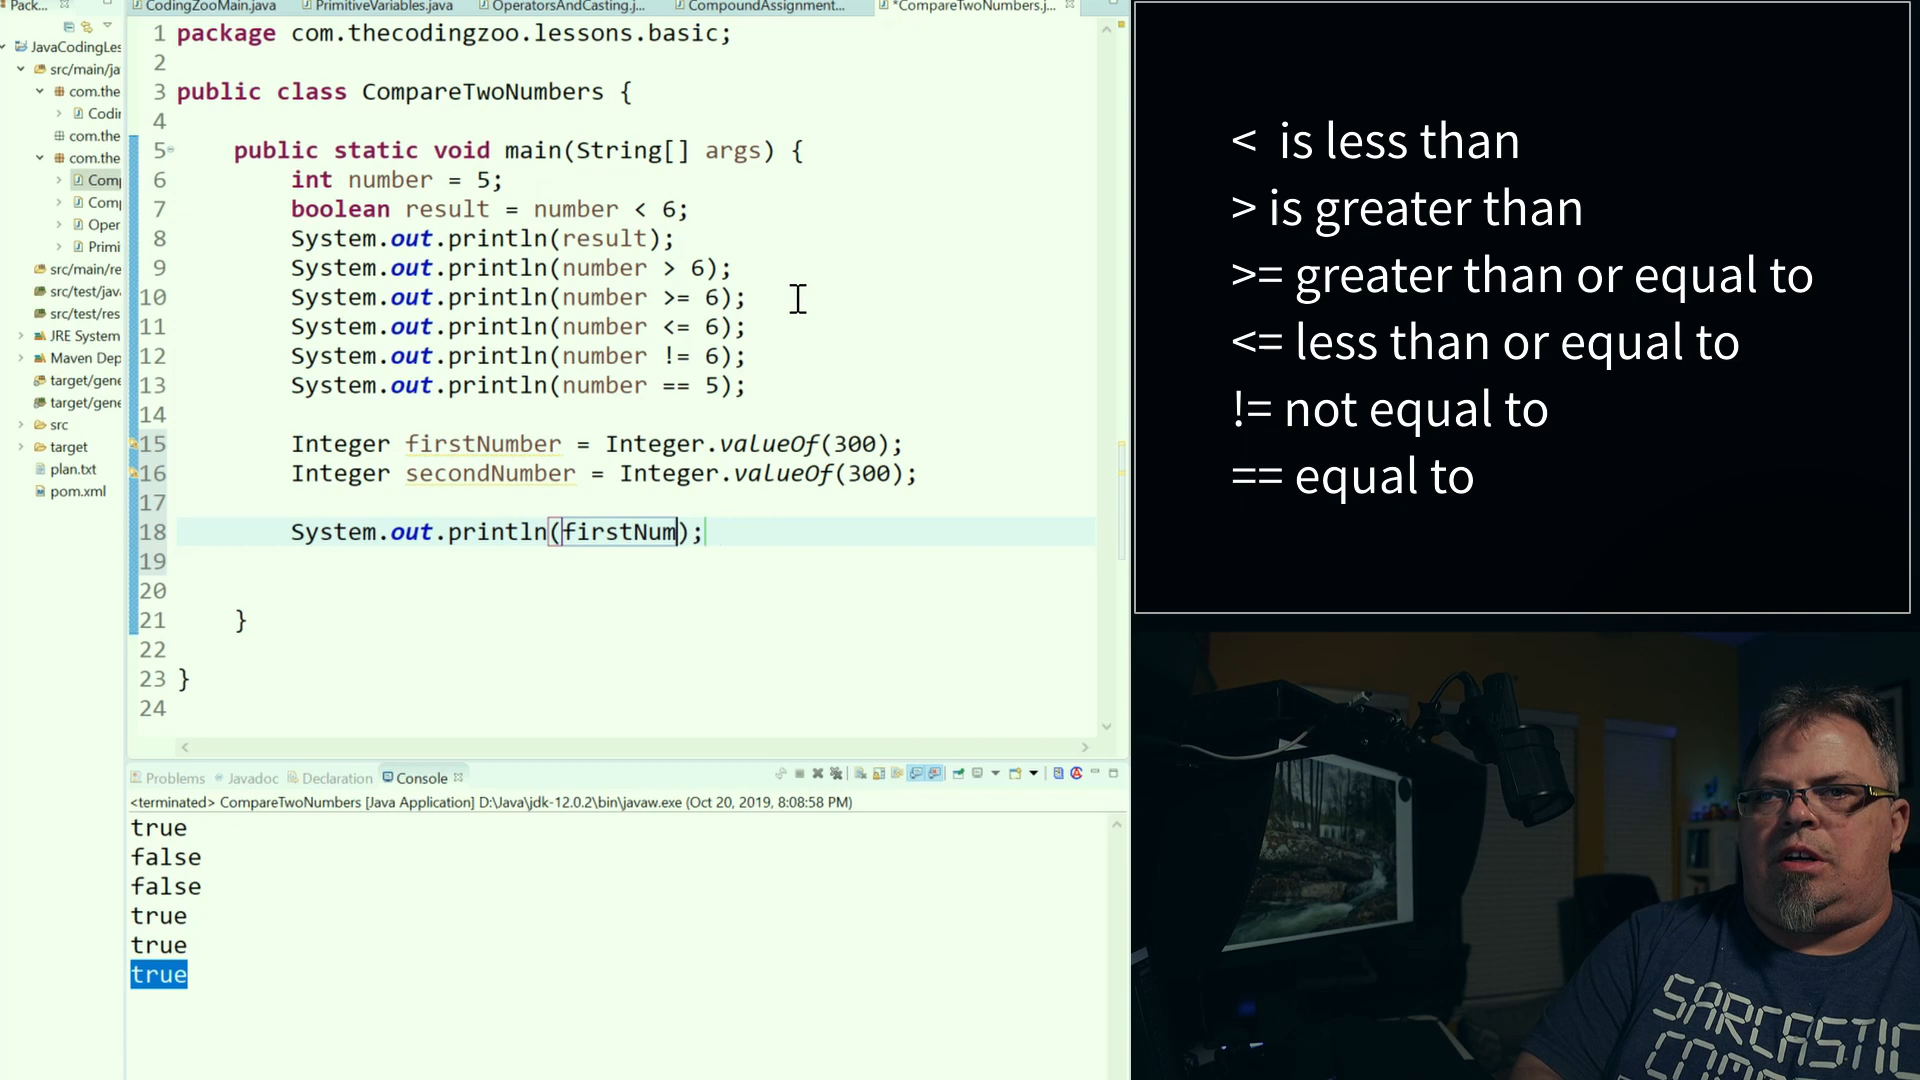 Pack...
CodingZooMain.java
PrimitiveVariables.java
OperatorsAndCasting.j...
CompoundAssignment...
*CompareTwoNumbers.j...
JavaCodingLes
src/main/ja
com.the
Codin
com.the
com.the
Comp
Comp
Oper
Primi
src/main/re
src/test/java
src/test/res
JRE System
Maven Dep
target/gene
target/gene
src
target
plan.txt
pom.xml
1 package com.thecodingzoo.lessons.basic;
2
3 public class CompareTwoNumbers {
4
5 public static void main(String[] args) {
6 int number = 5;
7 boolean result = number < 6;
8 System.out.println(result);
9 System.out.println(number > 6);
10 System.out.println(number >= 6);
11 System.out.println(number <= 6);
12 System.out.println(number != 6);
13 System.out.println(number == 5);
14
15 Integer firstNumber = Integer.valueOf(300);
16 Integer secondNumber = Integer.valueOf(300);
17
18 System.out.println(firstNum);
19
20
21 }
22
23 }
24
Problems
Javadoc
Declaration
Console
<terminated> CompareTwoNumbers [Java Application] D:\Java\jdk-12.0.2\bin\javaw.exe (Oct 20, 2019, 8:08:58 PM)
true
false
false
true
true
true
< is less than
> is greater than
>= greater than or equal to
<= less than or equal to
!= not equal to
== equal to
SARCASTIC